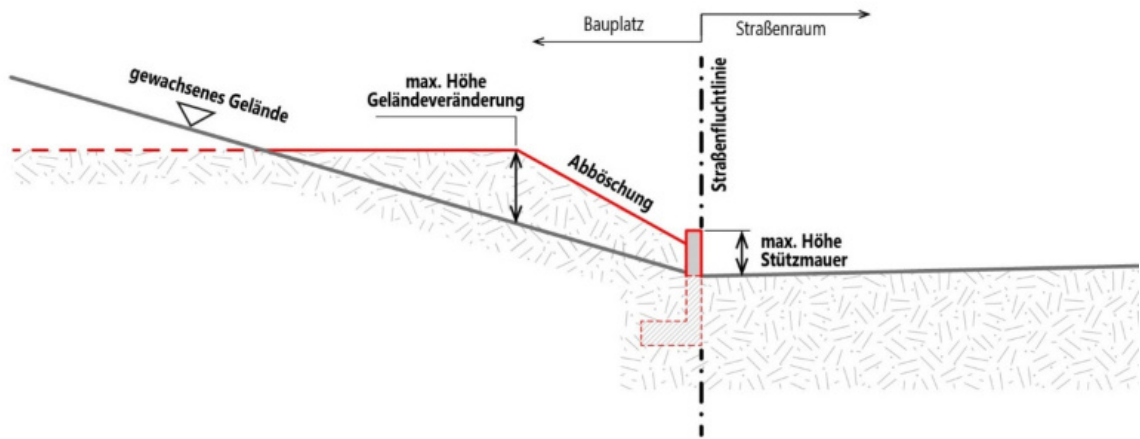 Bauplatz
Straßenraum
gewachsenes Gelände
max. Höhe
Geländeveränderung
Abböschung
Straßenfluchtlinie
max. Höhe
Stützmauer